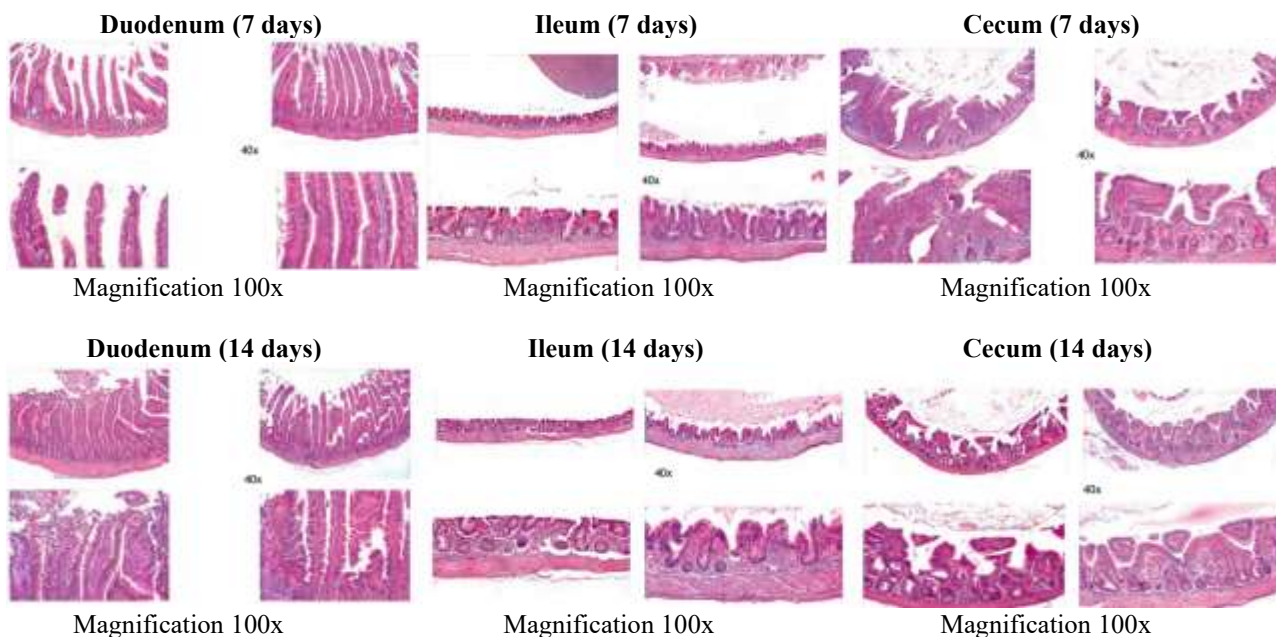 Duodenum (7 days) Ileum (7 days) Cecum (7 days)
40x 40x 40x
Magnification 100x Magnification 100x Magnification 100x
Duodenum (14 days) Ileum (14 days) Cecum (14 days)
40x 40x 40x
Magnification 100x Magnification 100x Magnification 100x